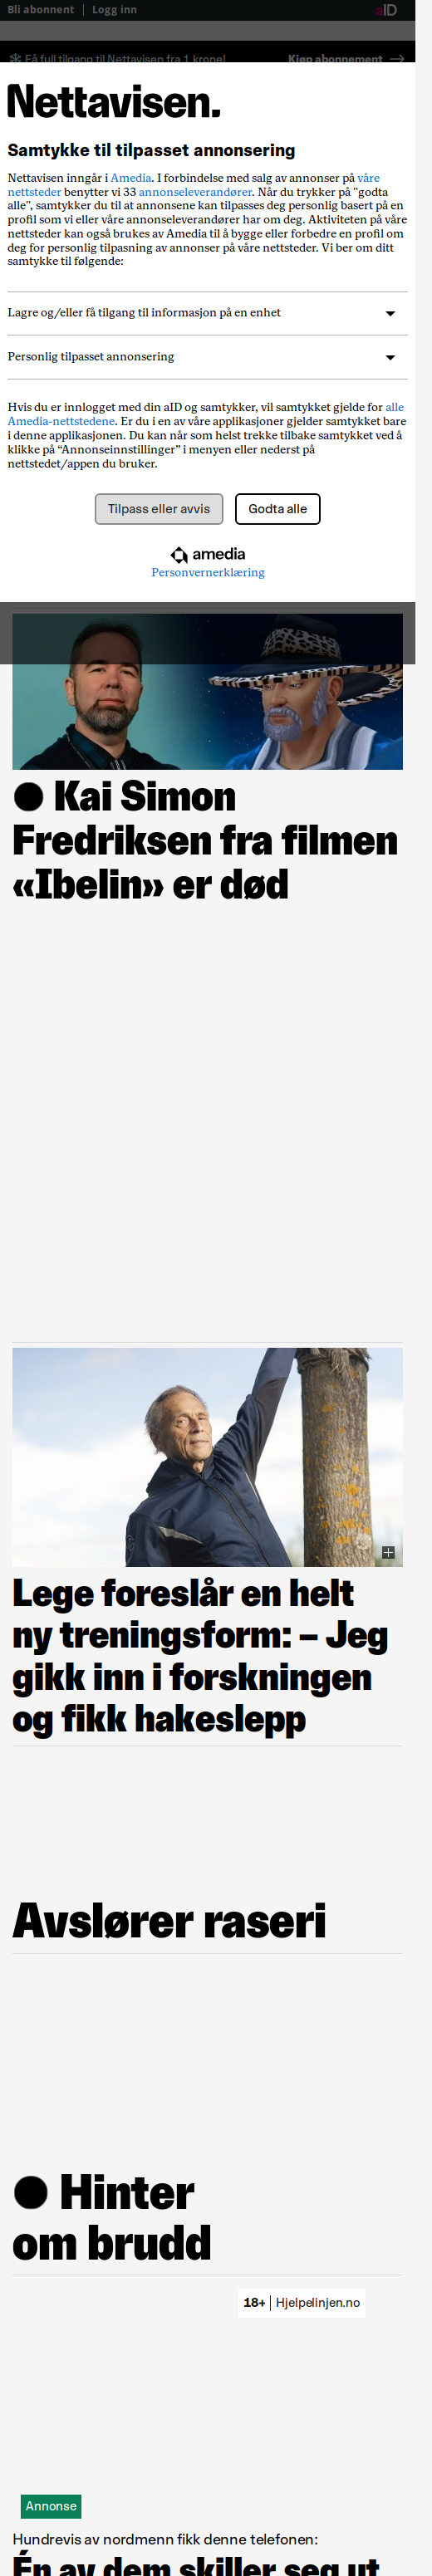 Bli abonnent | Logg inn
aID
Få full tilgang til Nettavisen fra 1 krone!
Kjøp abonnement
Nettavisen.
Samtykke til tilpasset annonsering
Nettavisen inngår i Amedia. I forbindelse med salg av annonser på våre
nettsteder benytter vi 33 annonseleverandører. Når du trykker på "godta
alle", samtykker du til at annonsene kan tilpasses deg personlig basert på en
profil som vi eller våre annonseleverandører har om deg. Aktiviteten på våre
nettsteder kan også brukes av Amedia til å bygge eller forbedre en profil om
deg for personlig tilpasning av annonser på våre nettsteder. Vi ber om ditt
samtykke til følgende:
Lagre og/eller få tilgang til informasjon på en enhet
Personlig tilpasset annonsering
Hvis du er innlogget med din aID og samtykker, vil samtykket gjelde for alle
Amedia-nettstedene. Er du i en av våre applikasjoner gjelder samtykket bare
i denne applikasjonen. Du kan når som helst trekke tilbake samtykket ved å
klikke på “Annonseinnstillinger” i menyen eller nederst på
nettstedet/appen du bruker.
Tilpass eller avvis
Godta alle
amedia
Personvernerklæring
Kai Simon
Fredriksen fra filmen
«Ibelin» er død
Lege foreslår en helt
ny treningsform: – Jeg
gikk inn i forskningen
og fikk hakeslepp
Avslører raseri
Hinter
om brudd
18+ | Hjelpelinjen.no
Annonse
Hundrevis av nordmenn fikk denne telefonen:
Én av dem skiller seg ut